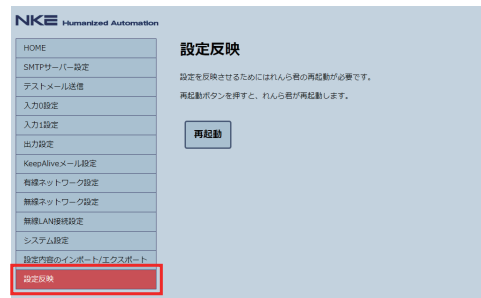 NKE Humanized Automation
HOME
SMTPサーバー設定
テストメール送信
入力0設定
入力1設定
出力設定
KeepAliveメール設定
有線ネットワーク設定
無線ネットワーク設定
無線LAN接続設定
システム設定
設定内容のインポート/エクスポート
設定反映
設定反映
設定を反映させるためにはれんら君の再起動が必要です。
再起動ボタンを押すと、れんら君が再起動します。
再起動